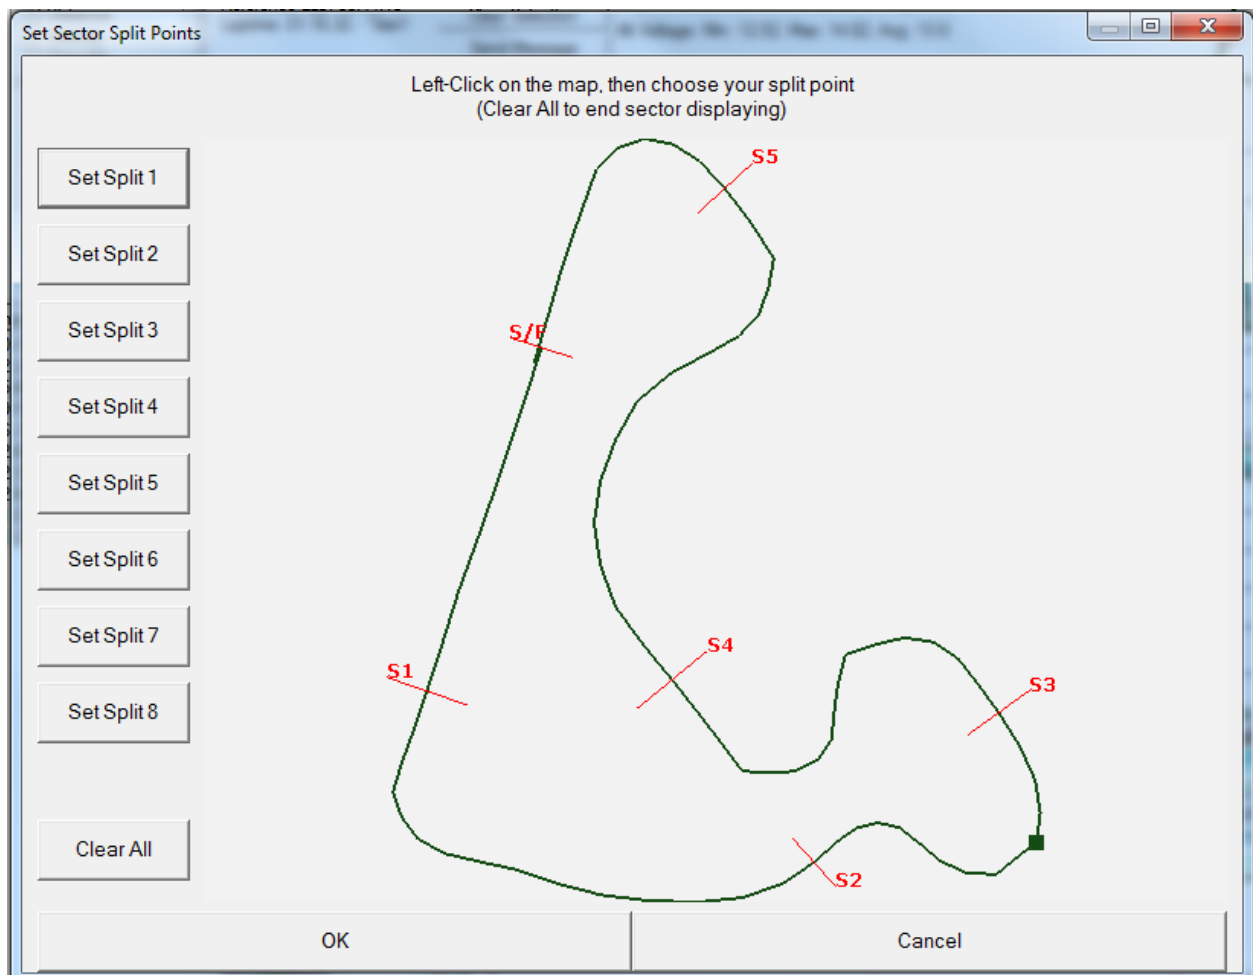 Set Sector Split Points
Left-Click on the map, then choose your split point
(Clear All to end sector displaying)
Set Split 1
Set Split 2
Set Split 3
Set Split 4
Set Split 5
Set Split 6
Set Split 7
Set Split 8
Clear All
S5
S/F
S4
S1
S3
S2
OK
Cancel